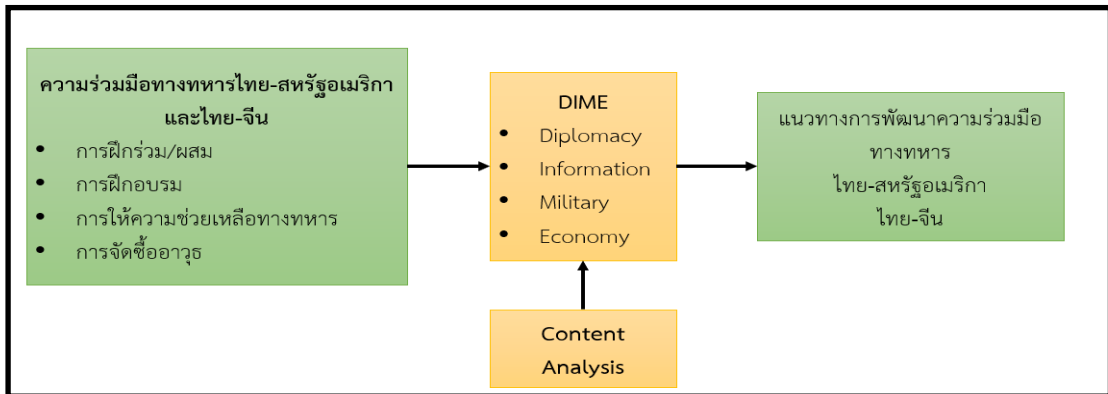 ความร่วมมือทางทหารไทย-สหรัฐอเมริกา
และไทย-จีน
• การฝึกร่วม/ผสม
• การฝึกอบรม
• การให้ความช่วยเหลือทางทหาร
• การจัดซื้ออาวุธ
DIME
• Diplomacy
• Information
• Military
• Economy
Content
Analysis
แนวทางการพัฒนาความร่วมมือ
ทางทหาร
ไทย-สหรัฐอเมริกา
ไทย-จีน